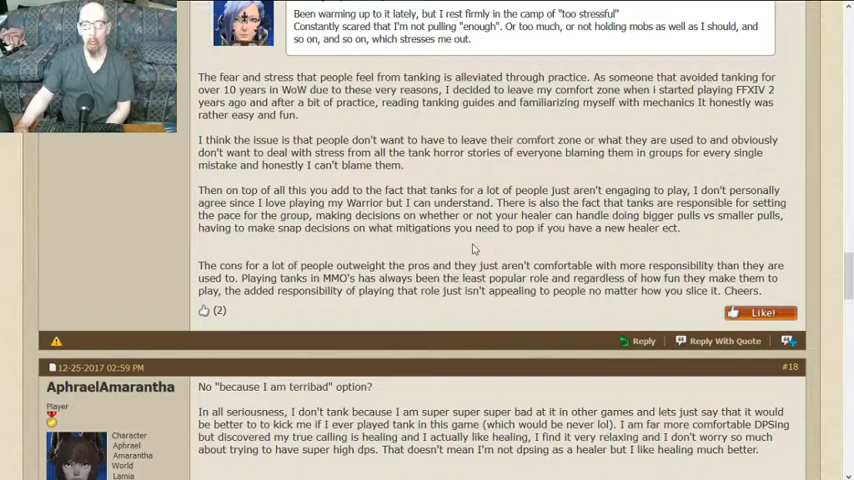 Been warming up to it lately, but I rest firmly in the camp of "too stressful"
Constantly scared that I'm not pulling "enough". Or too much, or not holding mobs as well as I should, and
so on, and so on, which stresses me out.
The fear and stress that people feel from tanking is alleviated through practice. As someone that avoided tanking for
over 10 years in WoW due to these very reasons, I decided to leave my comfort zone when i started playing FFXIV 2
years ago and after a bit of practice, reading tanking guides and familiarizing myself with mechanics It honestly was
rather easy and fun.
I think the issue is that people don't want to have to leave their comfort zone or what they are used to and obviously
don't want to deal with stress from all the tank horror stories of everyone blaming them in groups for every single
mistake and honestly I can't blame them.
Then on top of all this you add to the fact that tanks for a lot of people just aren't engaging to play, I don't personally
agree since I love playing my Warrior but I can understand. There is also the fact that tanks are responsible for setting
the pace for the group, making decisions on whether or not your healer can handle doing bigger pulls vs smaller pulls,
having to make snap decisions on what mitigations you need to pop if you have a new healer ect.
The cons for a lot of people outweight the pros and they just aren't comfortable with more responsibility than they are
used to. Playing tanks in MMO's has always been the least popular role and regardless of how fun they make them to
play, the added responsibility of playing that role just isn't appealing to people no matter how you slice it. Cheers.
(2)
Like!
Reply
Reply With Quote
12-25-2017 02:59 PM
#18
AphraelAmarantha
Player
Character
Aphrael
Amarantha
World
Lamia
No "because I am terribad" option?
In all seriousness, I don't tank because I am super super super bad at it in other games and lets just say that it would
be better to to kick me if I ever played tank in this game (which would be never lol). I am far more comfortable DPSing
but discovered my true calling is healing and I actually like healing, I find it very relaxing and I don't worry so much
about trying to have super high dps. That doesn't mean I'm not dpsing as a healer but I like healing much better.